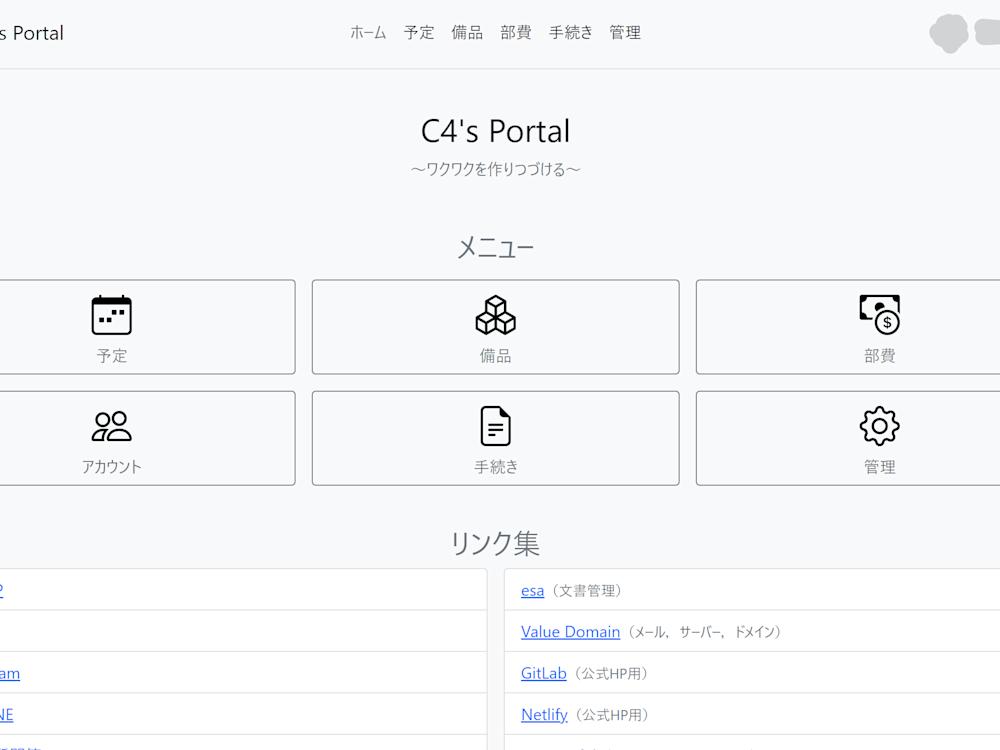 s Portal
ホーム 予定 備品 部費 手続き 管理
C4's Portal
～ワクワクを作りつづける～
メニュー
予定 備品 部費
アカウント 手続き 管理
リンク集
esa（文書管理）
Value Domain（メール，サーバー，ドメイン）
am
GitLab（公式HP用）
NE
Netlify（公式HP用）